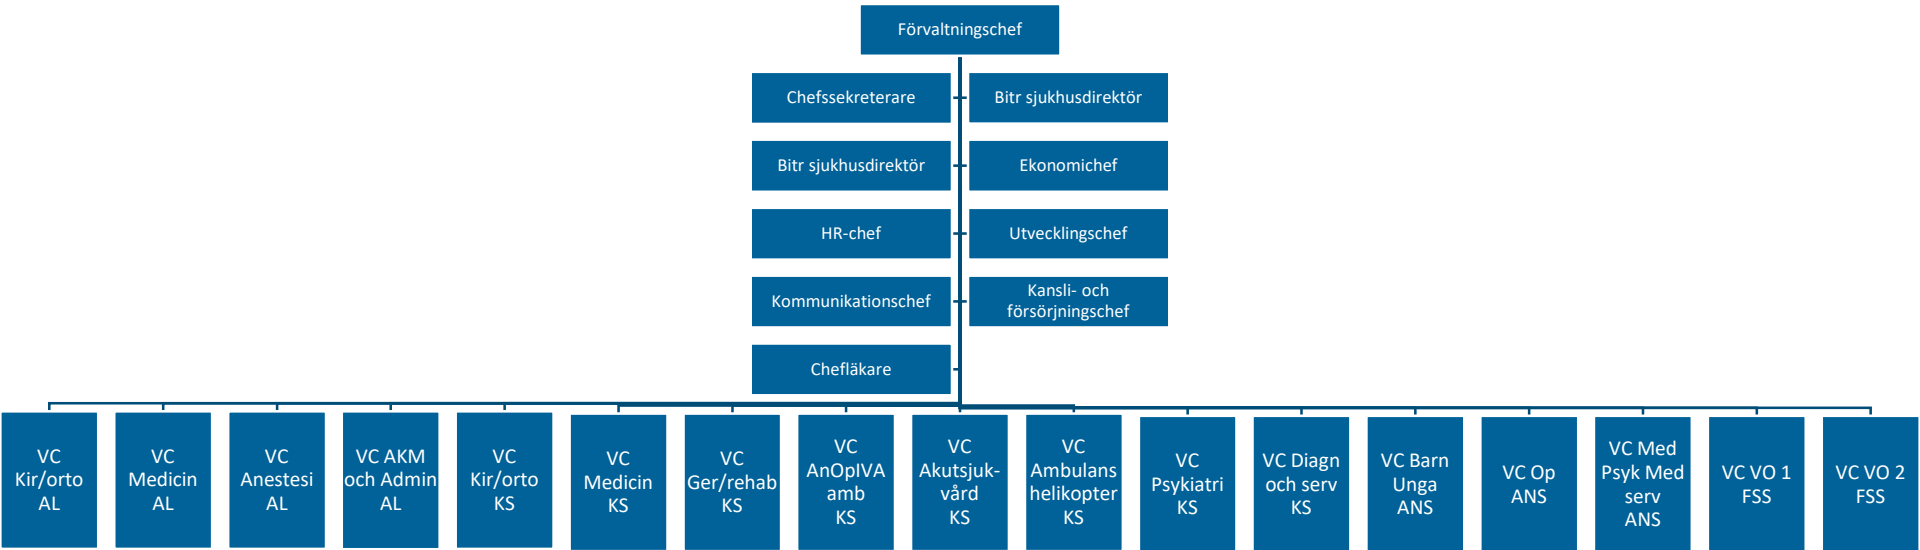 Förvaltningschef
Chefssekreterare
Bitr sjukhusdirektör
Bitr sjukhusdirektör
Ekonomichef
HR-chef
Utvecklingschef
Kommunikationschef
Kansli- och
försörjningschef
Chefläkare
VC
Kir/orto
AL
VC
Medicin
AL
VC
Anestesi
AL
VC AKM
och Admin
AL
VC
Kir/orto
KS
VC
Medicin
KS
VC
Ger/rehab
KS
VC
AnOpIVA
amb
KS
VC
Akutsjuk-
vård
KS
VC
Ambulans
helikopter
KS
VC
Psykiatri
KS
VC Diagn
och serv
KS
VC Barn
Unga
ANS
VC Op
ANS
VC Med
Psyk Med
serv
ANS
VC VO 1
FSS
VC VO 2
FSS